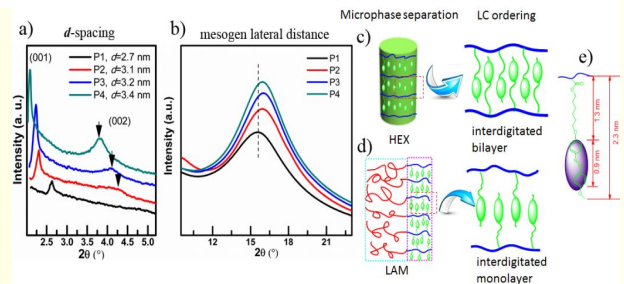 a)
d-spacing
(001)
P1, d=2.7 nm
P2, d=3.1 nm
P3, d=3.2 nm
P4, d=3.4 nm
(002)
Intensity (a. u.)
2.5 3.0 3.5 4.0 4.5 5.0
2θ (°)
b)
mesogen lateral distance
P1
P2
P3
P4
Intensity (a.u.)
12 15 18 21
2θ (°)
Microphase separation
LC ordering
c)
HEX
interdigitated
bilayer
d)
LAM
interdigitated
monolayer
e)
1.3 nm
0.9 nm
2.3 nm